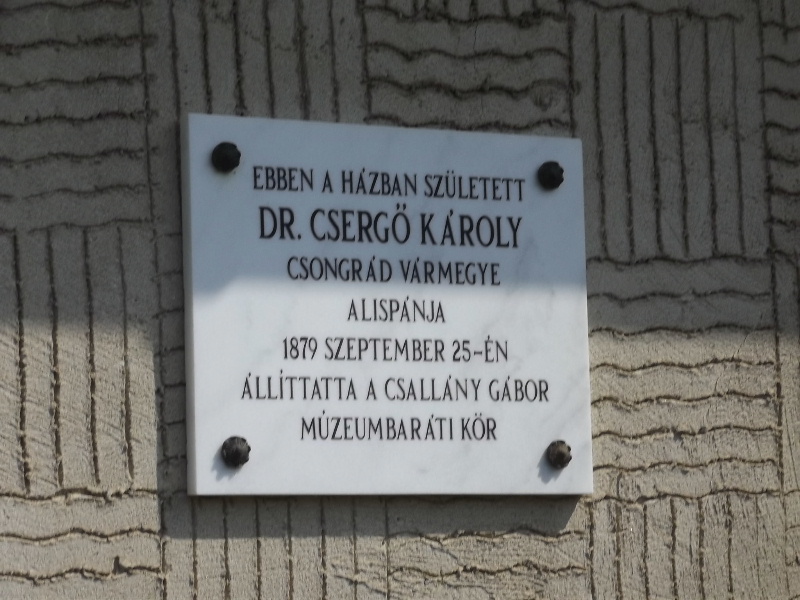 EBBEN A HÁZBAN SZÜLETETT
DR. CSERGŐ KÁROLY
CSONGRÁD VÁRMEGYE
ALISPÁNJA
1879 SZEPTEMBER 25-ÉN
ÁLLÍTTATTA A CSALLÁNY GÁBOR
MÚZEUMBARÁTI KÖR